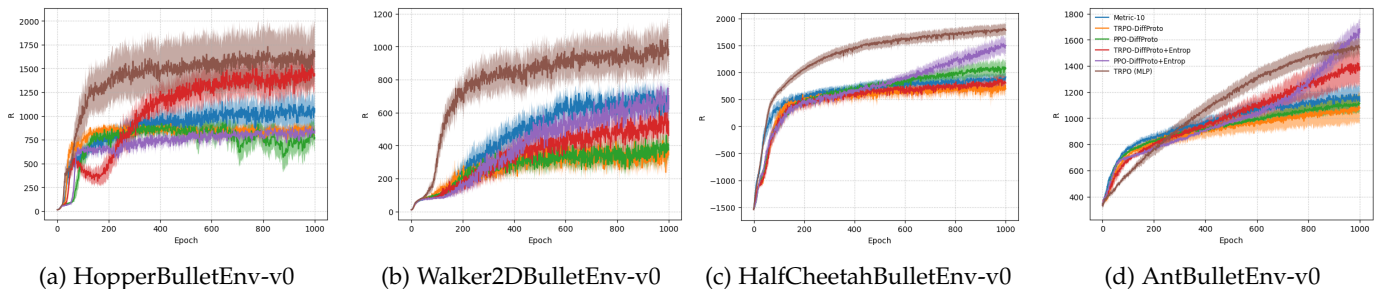 2000
1750
1500
1250
1000
750
500
250
0
R
0 200 400 600 800 1000
Epoch
(a) HopperBulletEnv-v0
1200
1000
800
600
400
200
0
R
0 200 400 600 800 1000
Epoch
(b) Walker2DBulletEnv-v0
2000
1500
1000
500
0
−500
−1000
−1500
R
0 200 400 600 800 1000
Epoch
(c) HalfCheetahBulletEnv-v0
1800
1600
1400
1200
1000
800
600
400
R
Metric-10
TRPO-DiffProto
PPO-DiffProto
TRPO-DiffProto+Entrop
PPO-DiffProto+Entrop
TRPO (MLP)
0 200 400 600 800 1000
Epoch
(d) AntBulletEnv-v0